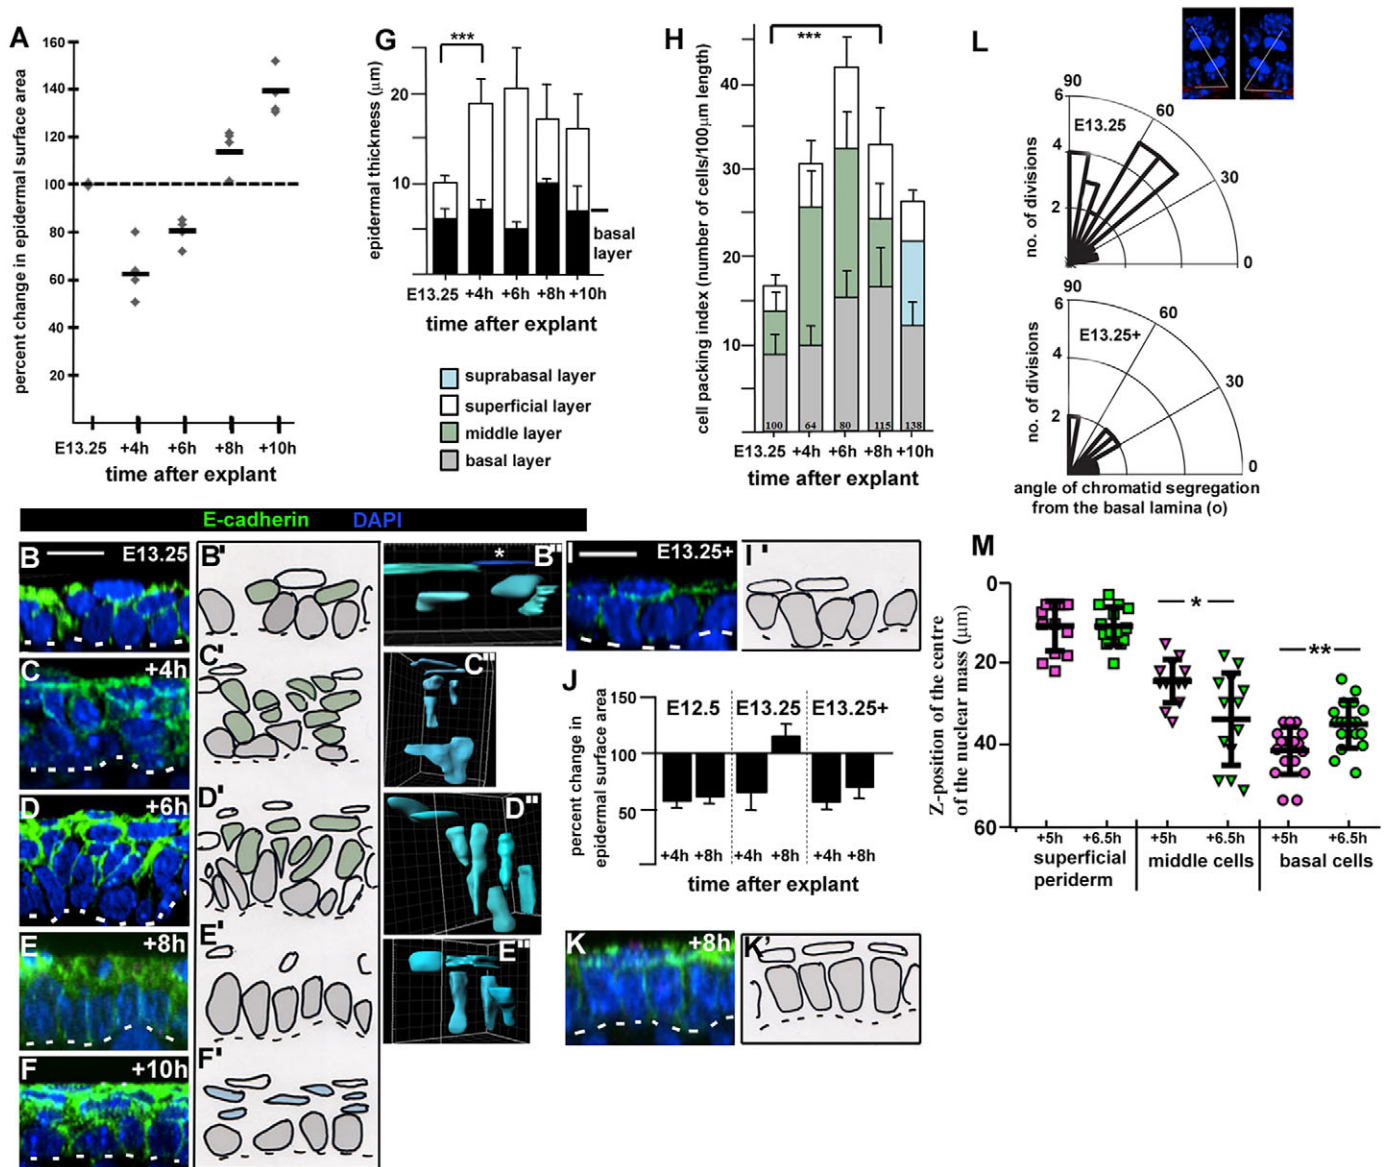 A
percent change in epidermal surface area
160
140
120
100
80
60
40
20
E13.25 +4h +6h +8h +10h
time after explant
G
***
epidermal thickness (µm)
20
10
basal
layer
E13.25 +4h +6h +8h +10h
time after explant
suprabasal layer
superficial layer
middle layer
basal layer
H
***
cell packing index (number of cells/100µm length)
40
30
20
10
100 64 80 115 138
E13.25 +4h +6h +8h +10h
time after explant
L
90
6
E13.25
60
4
30
2
0
no. of divisions
90
6
E13.25+
60
4
30
2
0
no. of divisions
angle of chromatid segregation
from the basal lamina (o)
E-cadherin DAPI
B E13.25
B'
* B"
I E13.25+
I'
C +4h
C'
C"
D +6h
D'
D"
E +8h
E'
E"
F +10h
F'
J
percent change in
epidermal surface area
150
100
50
E12.5 E13.25 E13.25+
+4h +8h +4h +8h +4h +8h
time after explant
K +8h
K'
M
Z-position of the centre
of the nuclear mass (µm)
0
20
40
60
*
**
+5h +6.5h +5h +6.5h +5h +6.5h
superficial
periderm
middle cells
basal cells